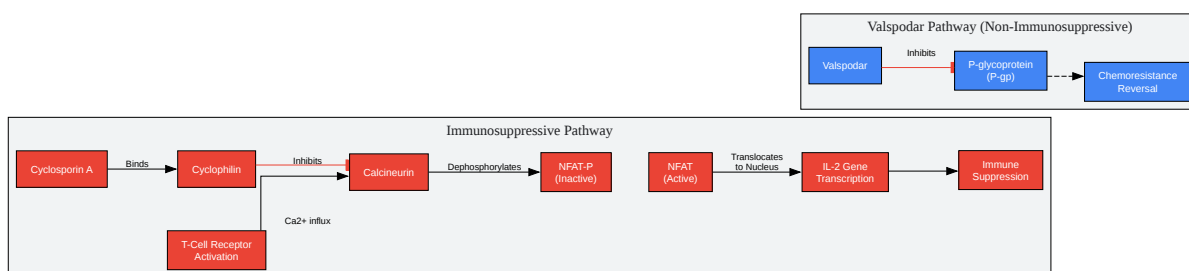 Valspodar Pathway (Non-Immunosuppressive)
Valspodar
Inhibits
P-glycoprotein
(P-gp)
Chemoresistance
Reversal
Immunosuppressive Pathway
Cyclosporin A
Binds
Cyclophilin
Inhibits
Calcineurin
Dephosphorylates
NFAT-P
(Inactive)
NFAT
(Active)
Translocates
to Nucleus
IL-2 Gene
Transcription
Immune
Suppression
Ca2+ influx
T-Cell Receptor
Activation